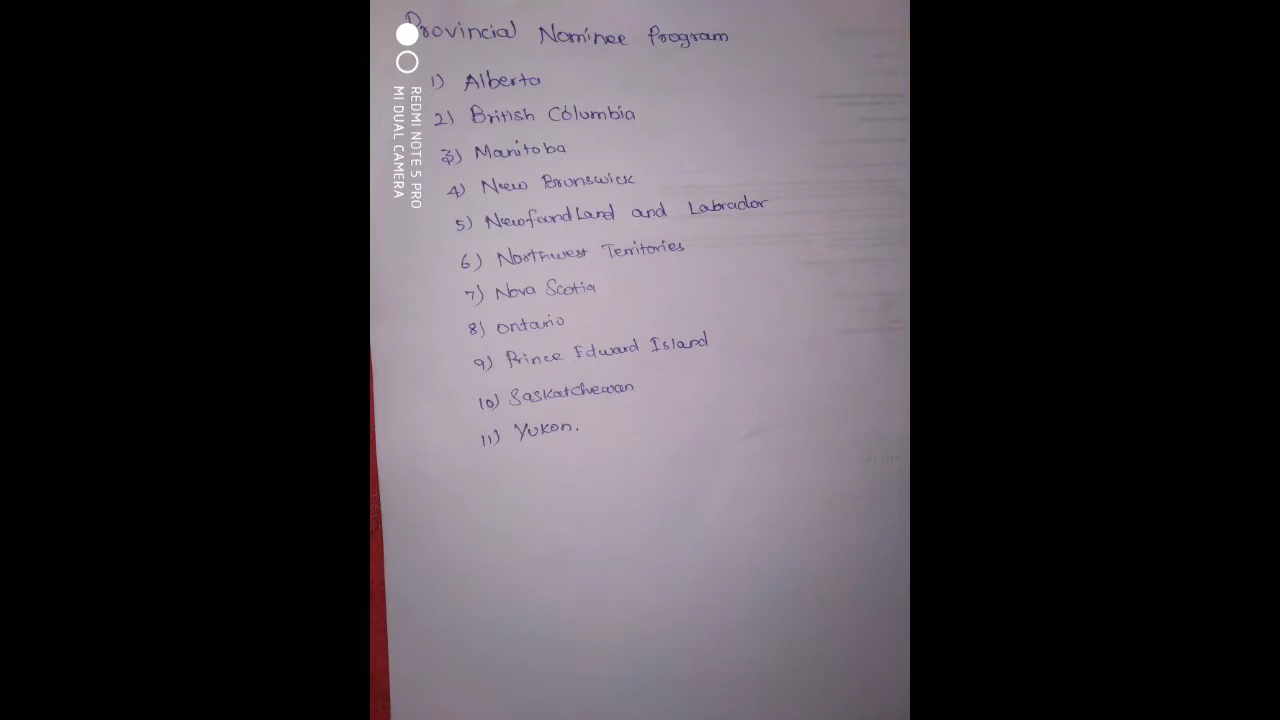 Provincial Nominee Program
1) Alberta
2) British Columbia
3) Manitoba
4) New Brunswick
5) Newfoundland and Labrador
6) Northwest Territories
7) Nova Scotia
8) Ontario
9) Prince Edward Island
10) Saskatchewan
11) Yukon.
REDMI NOTE 5 PRO
MI DUAL CAMERA